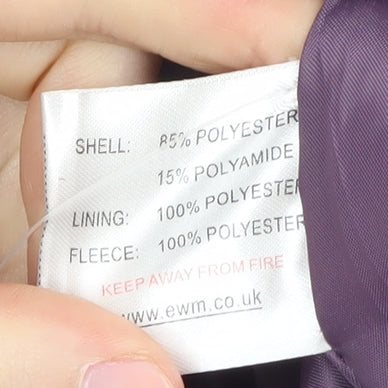 SHELL: 85% POLYESTER
15% POLYAMIDE
LINING: 100% POLYESTER
FLEECE: 100% POLYESTER
KEEP AWAY FROM FIRE
www.ewm.co.uk